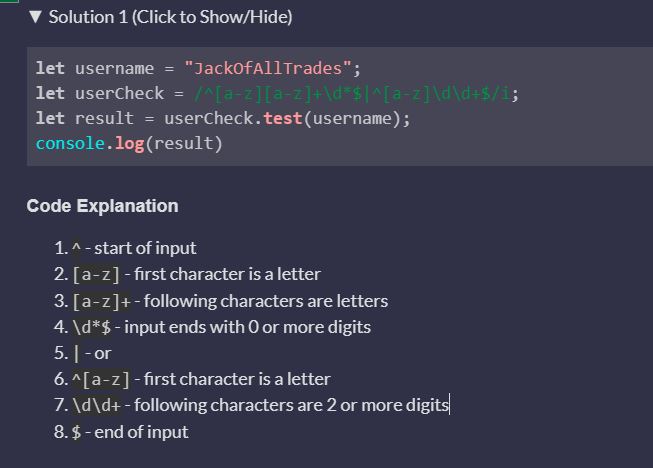 ▼ Solution 1 (Click to Show/Hide)
let username = "JackOfAllTrades";
let userCheck = /^[a-z][a-z]+\d*$|^[a-z]\d\d+$/i;
let result = userCheck.test(username);
console.log(result)
Code Explanation
1. ^ - start of input
2. [a-z] - first character is a letter
3. [a-z]+ - following characters are letters
4. \d*$ - input ends with 0 or more digits
5. | - or
6. ^[a-z] - first character is a letter
7. \d\d+ - following characters are 2 or more digits
8. $ - end of input